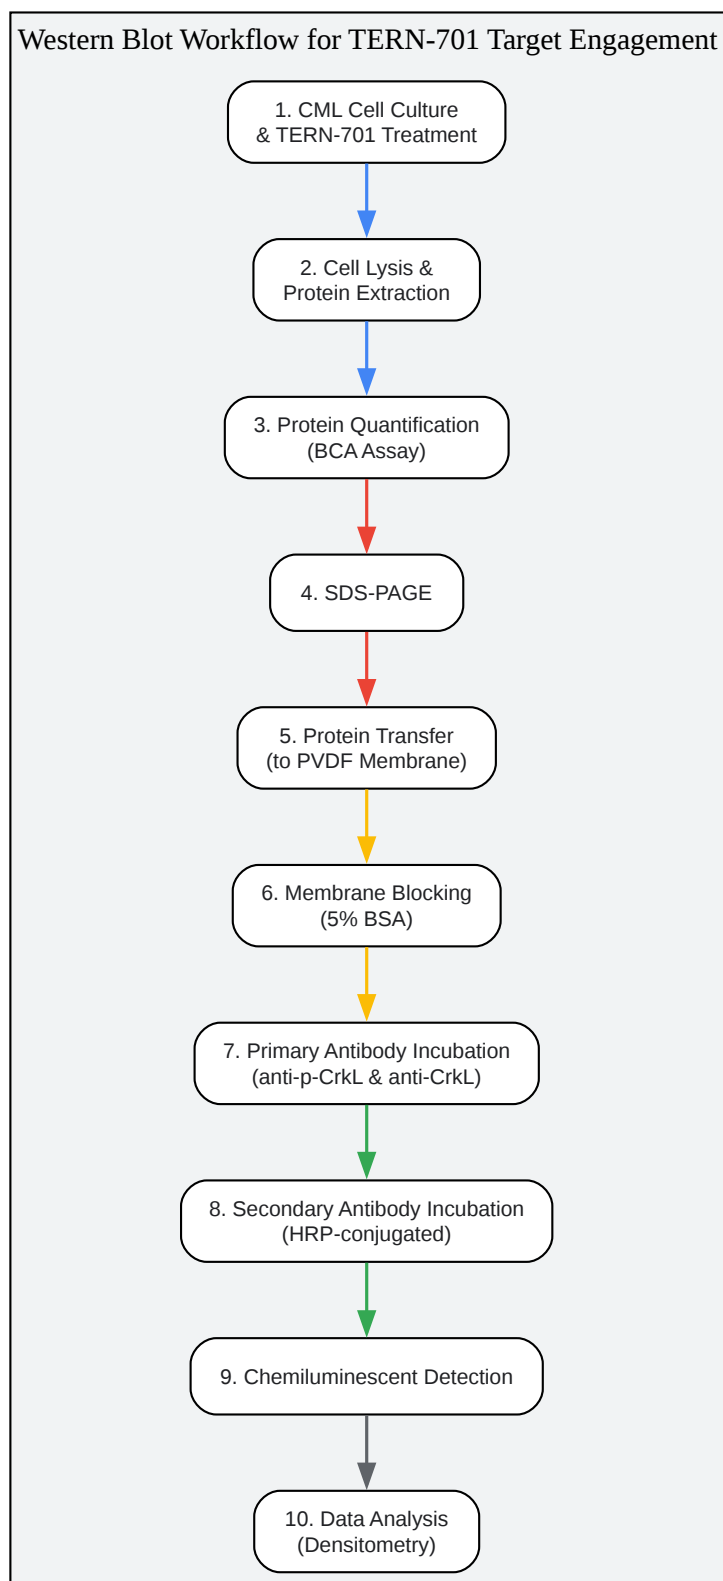 Western Blot Workflow for TERN-701 Target Engagement
1. CML Cell Culture
& TERN-701 Treatment
2. Cell Lysis &
Protein Extraction
3. Protein Quantification
(BCA Assay)
4. SDS-PAGE
5. Protein Transfer
(to PVDF Membrane)
6. Membrane Blocking
(5% BSA)
7. Primary Antibody Incubation
(anti-p-CrkL & anti-CrkL)
8. Secondary Antibody Incubation
(HRP-conjugated)
9. Chemiluminescent Detection
10. Data Analysis
(Densitometry)